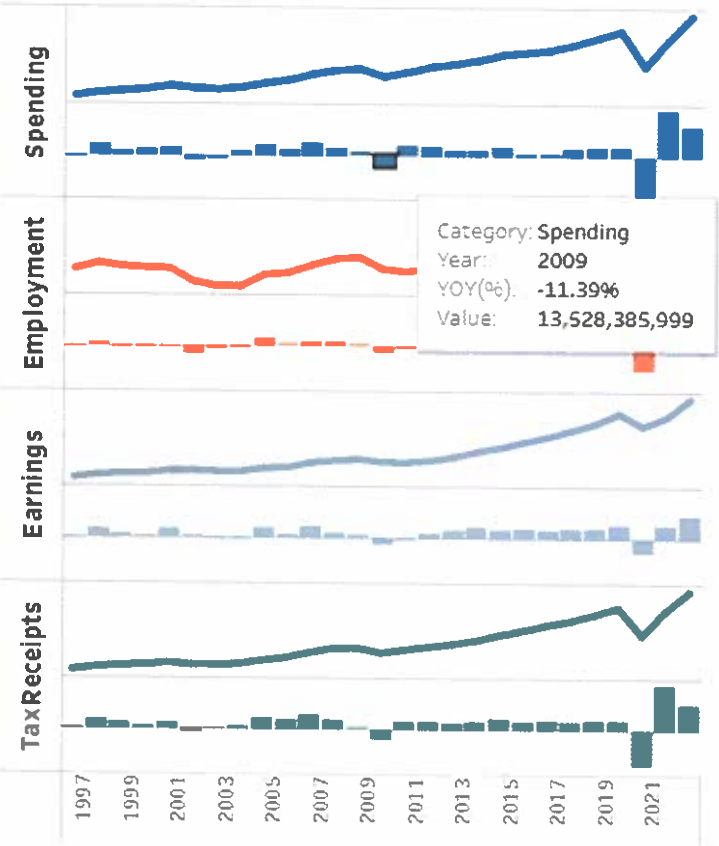 Spending
Category: Spending
Year: 2009
YOY(%): -11.39%
Value: 13,528,385,999
Employment
Earnings
TaxReceipts
1997
1999
2001
2003
2005
2007
2009
2011
2013
2015
2017
2019
2021